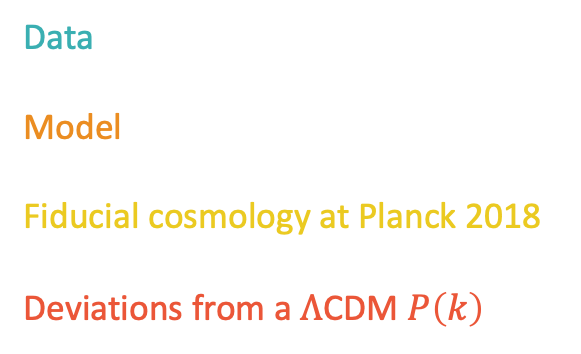 Data
Model
Fiducial cosmology at Planck 2018
Deviations from a ΛCDM P(k)